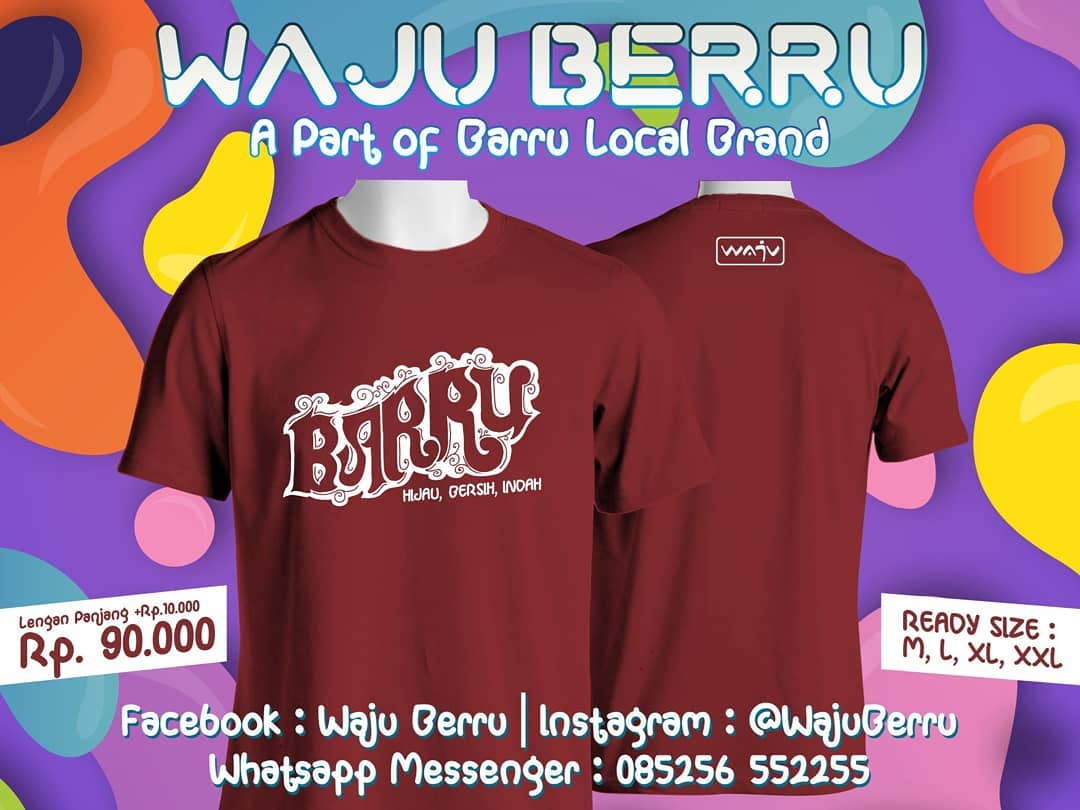 WAJU BERRU
A Part of Barru Local Brand
waju
BARRU
HIJAU, BERSIH, INDAH
Lengan Panjang +Rp.10.000
Rp. 90.000
READY SIZE :
M, L, XL, XXL
Facebook : Waju Berru | Instagram : @WajuBerru
Whatsapp Messenger : 085256 552255